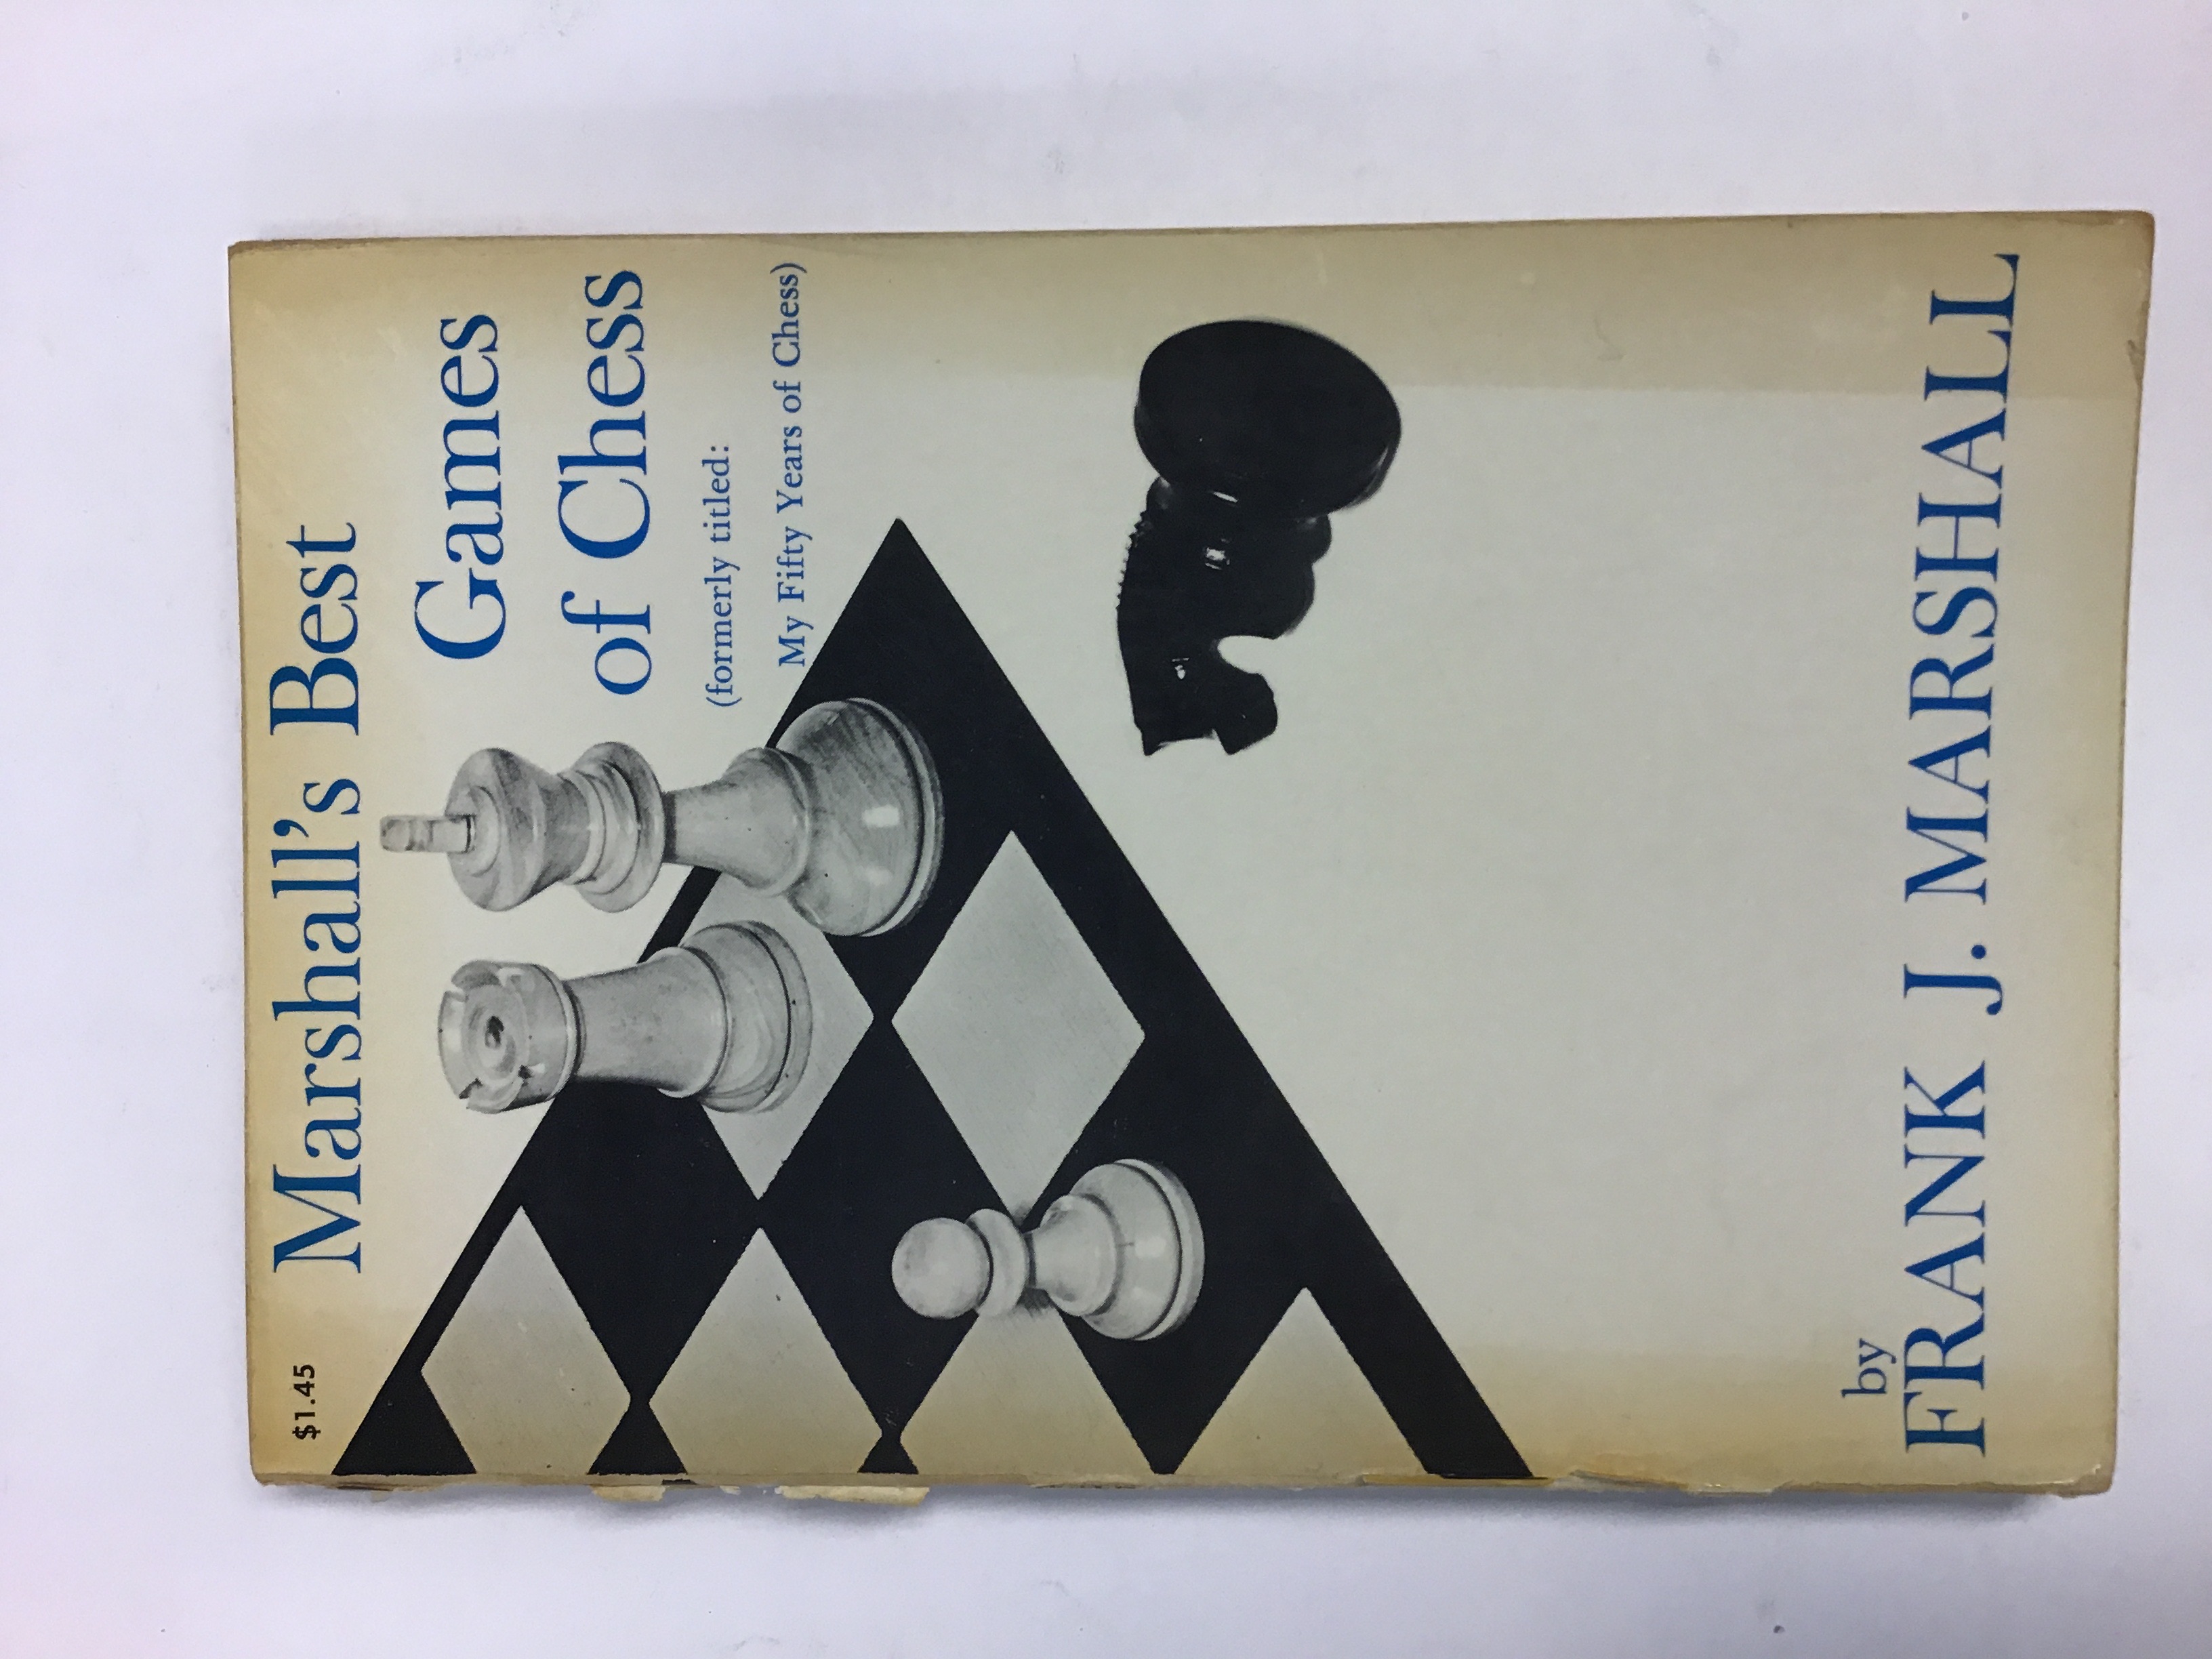 $1.45
Marshall's Best
Games
of Chess
(formerly titled:
My Fifty Years of Chess)
by
FRANK J. MARSHALL